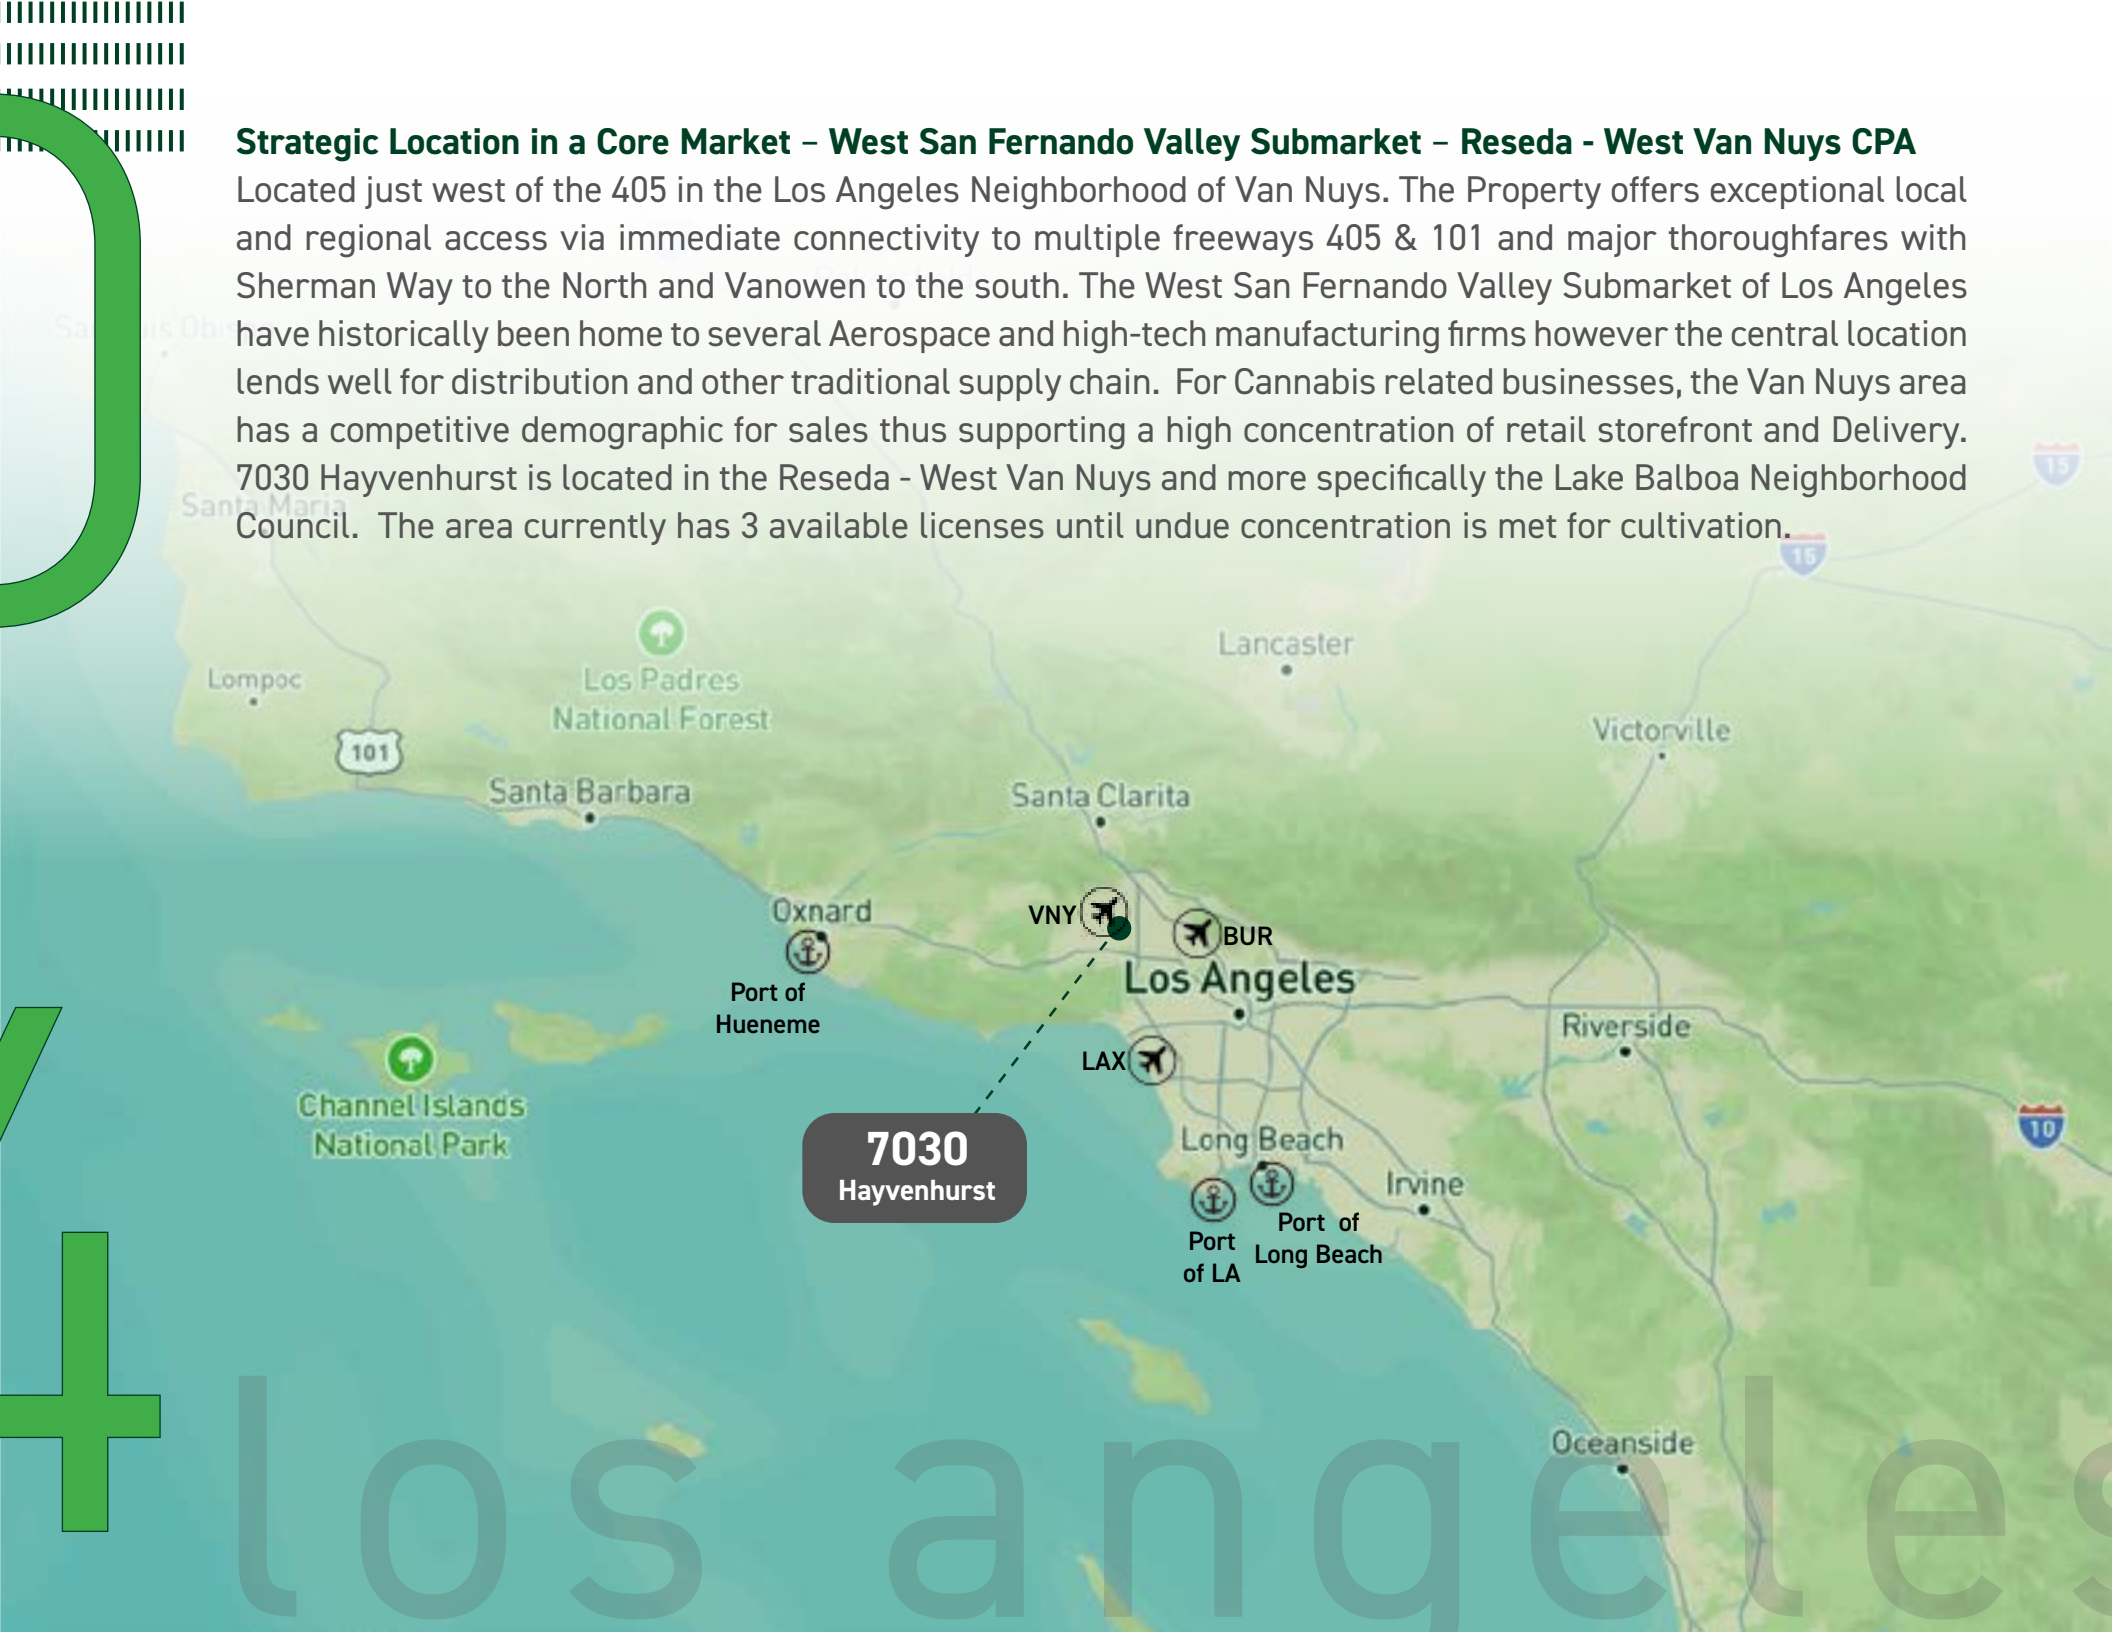 Strategic Location in a Core Market – West San Fernando Valley Submarket – Reseda - West Van Nuys CPA
Located just west of the 405 in the Los Angeles Neighborhood of Van Nuys. The Property offers exceptional local
and regional access via immediate connectivity to multiple freeways 405 & 101 and major thoroughfares with
Sherman Way to the North and Vanowen to the south. The West San Fernando Valley Submarket of Los Angeles
have historically been home to several Aerospace and high-tech manufacturing firms however the central location
lends well for distribution and other traditional supply chain. For Cannabis related businesses, the Van Nuys area
has a competitive demographic for sales thus supporting a high concentration of retail storefront and Delivery.
7030 Hayvenhurst is located in the Reseda - West Van Nuys and more specifically the Lake Balboa Neighborhood
Council. The area currently has 3 available licenses until undue concentration is met for cultivation.
15
Santa Maria
15
Lancaster
Lompoc
Los Padres
National Forest
Victorville
101
Santa Barbara
Santa Clarita
Oxnard
VNY
BUR
Los Angeles
Port of
Hueneme
Riverside
LAX
Channel Islands
National Park
10
7030
Hayvenhurst
Long Beach
Irvine
Port of
Long Beach
Port
of LA
Oceanside
los angeles